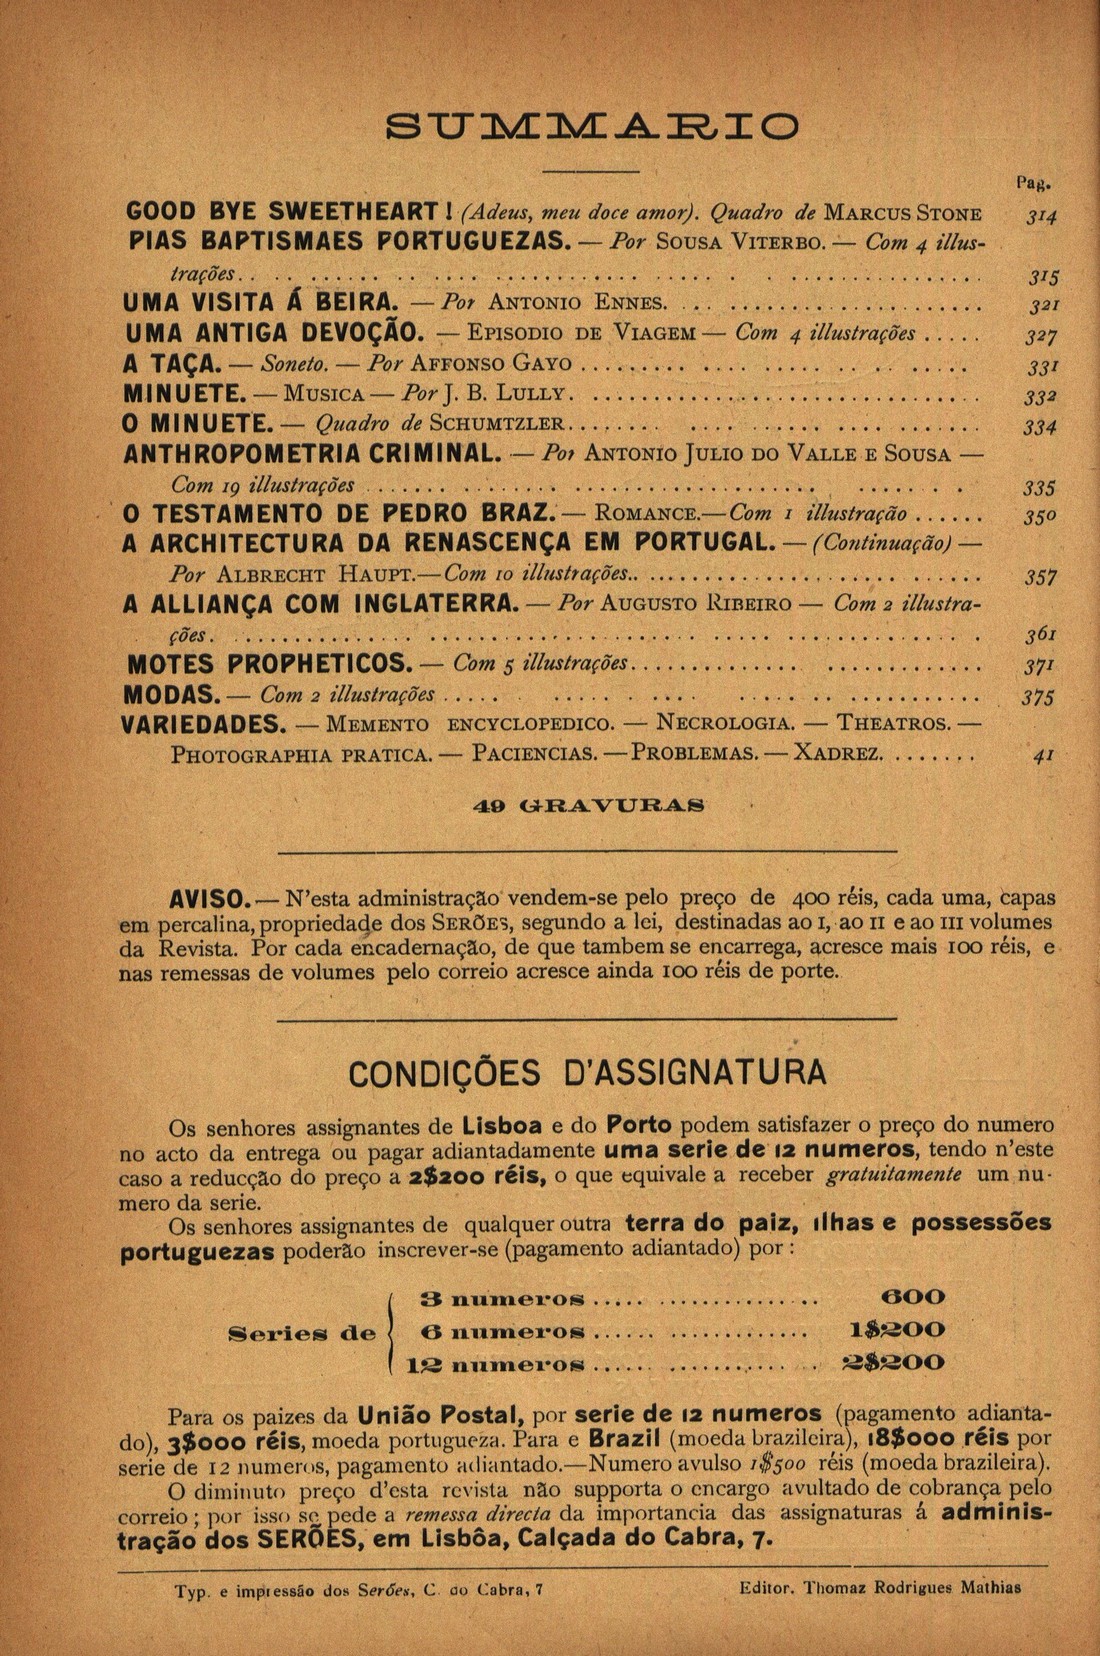 SUMMARIO
Pag.
GOOD BYE SWEETHEART! (Adeus, meu doce amor). Quadro de MARCUS STONE 314
PIAS BAPTISMAES PORTUGUEZAS. — Por SOUSA VITERBO. — Com 4 illus-
trações. 315
UMA VISITA Á BEIRA. — Por ANTONIO ENNES. 321
UMA ANTIGA DEVOÇÃO. — EPISODIO DE VIAGEM — Com 4 illustrações 327
A TAÇA. — Soneto. — Por AFFONSO GAYO 331
MINUETE. — MUSICA — Por J. B. LULLY. 332
O MINUETE. — Quadro de SCHUMTZLER 334
ANTHROPOMETRIA CRIMINAL. — Por ANTONIO JULIO DO VALLE E SOUSA —
Com 19 illustrações 335
O TESTAMENTO DE PEDRO BRAZ. — ROMANCE.—Com 1 illustração 350
A ARCHITECTURA DA RENASCENÇA EM PORTUGAL. — (Continuação) —
Por ALBRECHT HAUPT.—Com 10 illustrações. 357
A ALLIANÇA COM INGLATERRA. — Por AUGUSTO RIBEIRO — Com 2 illustra-
ções. 361
MOTES PROPHETICOS. — Com 5 illustrações 371
MODAS. — Com 2 illustrações 375
VARIEDADES. — MEMENTO ENCYCLOPEDICO. — NECROLOGIA. — THEATROS. —
PHOTOGRAPHIA PRATICA. — PACIENCIAS. — PROBLEMAS. — XADREZ. 41
49 GRAVURAS
AVISO. — N'esta administração vendem-se pelo preço de 400 réis, cada uma, capas
em percalina, propriedade dos SERÕES, segundo a lei, destinadas ao I, ao II e ao III volumes
da Revista. Por cada encadernação, de que tambem se encarrega, acresce mais 100 réis, e
nas remessas de volumes pelo correio acresce ainda 100 réis de porte.
CONDIÇÕES D'ASSIGNATURA
Os senhores assignantes de Lisboa e do Porto podem satisfazer o preço do numero
no acto da entrega ou pagar adiantadamente uma serie de 12 numeros, tendo n'este
caso a reducção do preço a 2$200 réis, o que equivale a receber gratuitamente um nu-
mero da serie.
Os senhores assignantes de qualquer outra terra do paiz, ilhas e possessões
portuguezas poderão inscrever-se (pagamento adiantado) por :
3 numeros 600
Series de 6 numeros 1$200
12 numeros 2$200
Para os paizes da União Postal, por serie de 12 numeros (pagamento adianta-
do), 3$000 réis, moeda portugueza. Para e Brazil (moeda brazileira), 18$000 réis por
serie de 12 numeros, pagamento adiantado.—Numero avulso 1$500 réis (moeda brazileira).
O diminuto preço d'esta revista não supporta o encargo avultado de cobrança pelo
correio ; por isso se pede a remessa directa da importancia das assignaturas á adminis-
tração dos SERÕES, em Lisbôa, Calçada do Cabra, 7.
Typ. e impressão dos Serões, C. do Cabra, 7 Editor. Thomaz Rodrigues Mathias